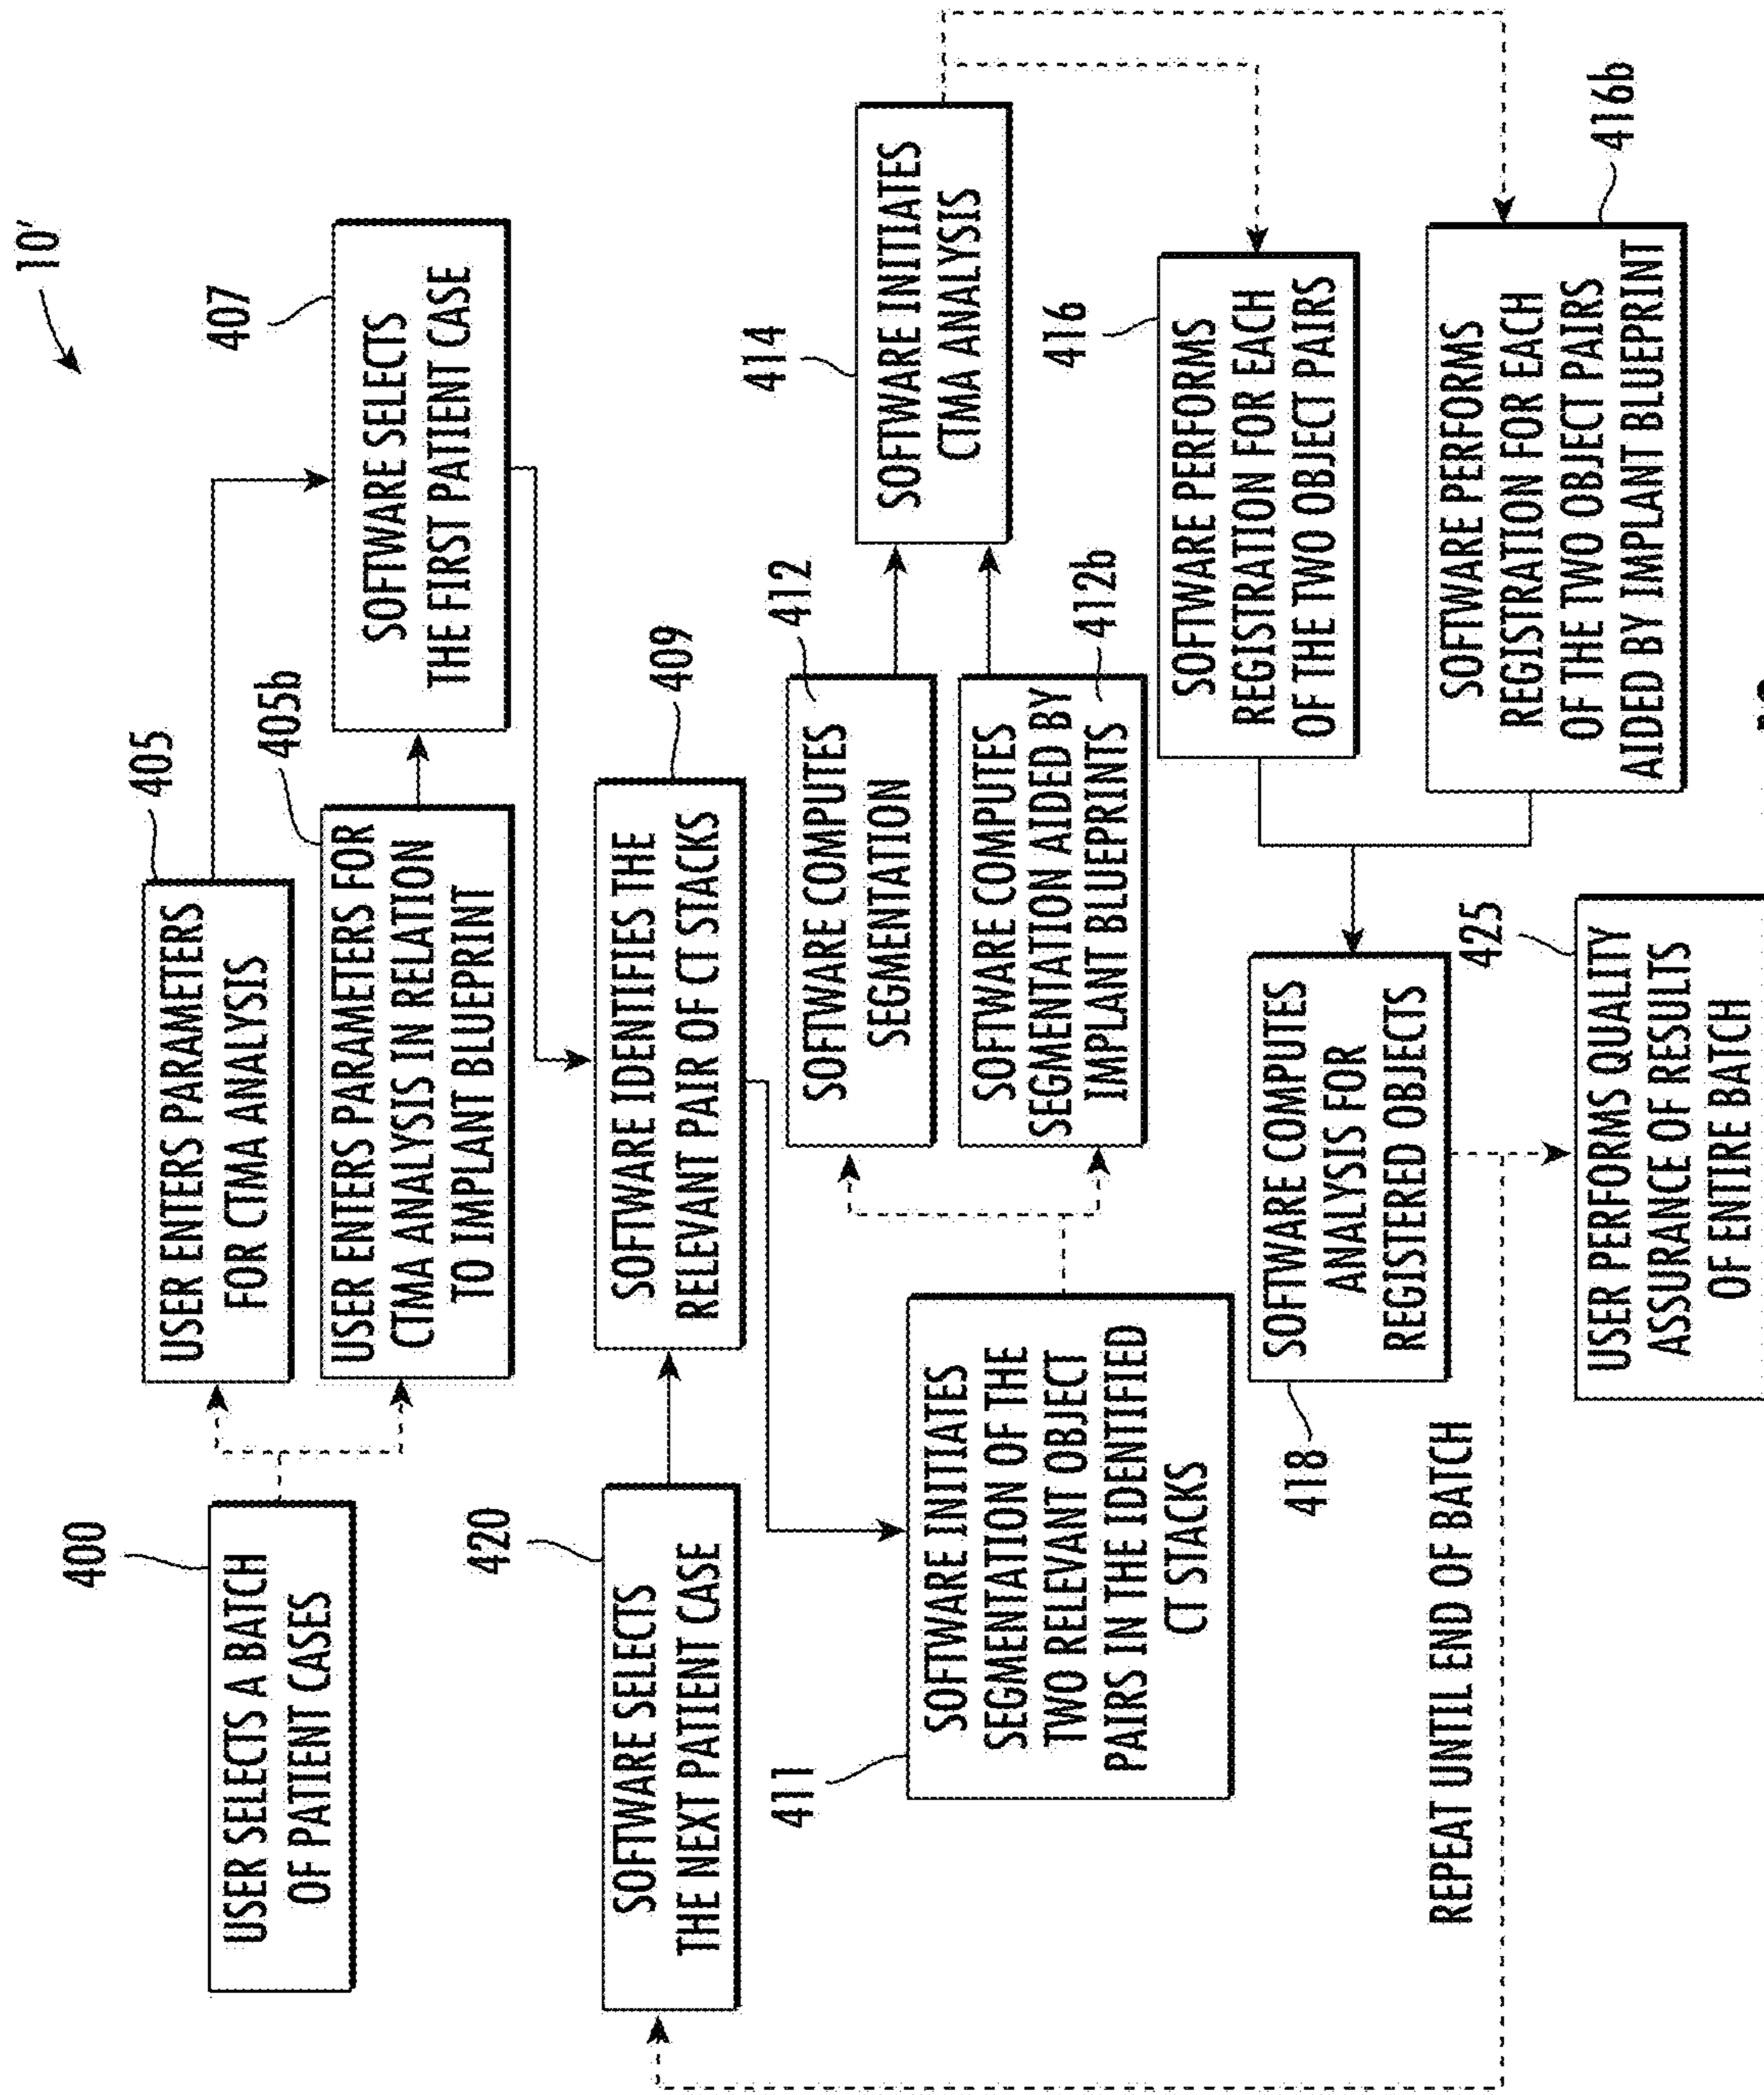 10′
400
USER SELECTS A BATCH
OF PATIENT CASES
405
USER ENTERS PARAMETERS
FOR CTMA ANALYSIS
405b
USER ENTERS PARAMETERS FOR
CTMA ANALYSIS IN RELATION
TO IMPLANT BLUEPRINT
407
SOFTWARE SELECTS
THE FIRST PATIENT CASE
420
SOFTWARE SELECTS
THE NEXT PATIENT CASE
409
SOFTWARE IDENTIFIES THE
RELEVANT PAIR OF CT STACKS
411
SOFTWARE INITIATES
SEGMENTATION OF THE
TWO RELEVANT OBJECT
PAIRS IN THE IDENTIFIED
CT STACKS
412
SOFTWARE COMPUTES
SEGMENTATION
412b
SOFTWARE COMPUTES
SEGMENTATION AIDED BY
IMPLANT BLUEPRINTS
414
SOFTWARE INITIATES
CTMA ANALYSIS
416
SOFTWARE PERFORMS
REGISTRATION FOR EACH
OF THE TWO OBJECT PAIRS
416b
SOFTWARE PERFORMS
REGISTRATION FOR EACH
OF THE TWO OBJECT PAIRS
AIDED BY IMPLANT BLUEPRINT
418
SOFTWARE COMPUTES
ANALYSIS FOR
REGISTERED OBJECTS
REPEAT UNTIL END OF BATCH
425
USER PERFORMS QUALITY
ASSURANCE OF RESULTS
OF ENTIRE BATCH